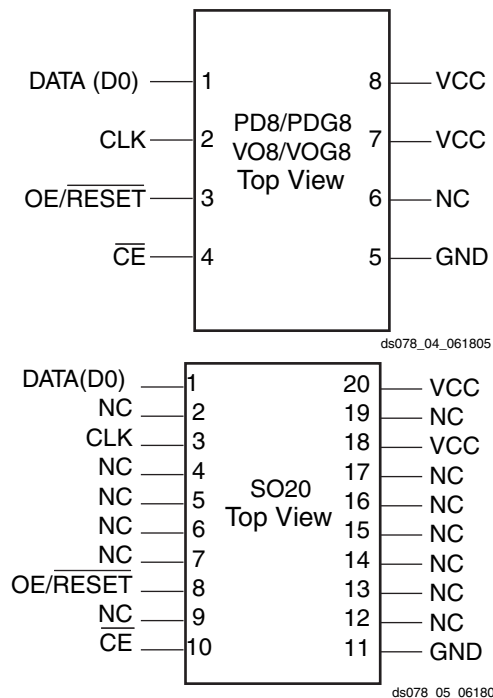 DATA (D0) 1 8 VCC
CLK 2 PD8/PDG8 7 VCC
VO8/VOG8
Top View
OE/RESET 3 6 NC
CE 4 5 GND
ds078_04_061805
DATA(D0) 1 20 VCC
NC 2 19 NC
CLK 3 18 VCC
NC 4 17 NC
NC 5 SO20 16 NC
NC 6 Top View 15 NC
NC 7 14 NC
OE/RESET 8 13 NC
NC 9 12 NC
CE 10 11 GND
ds078_05_06180